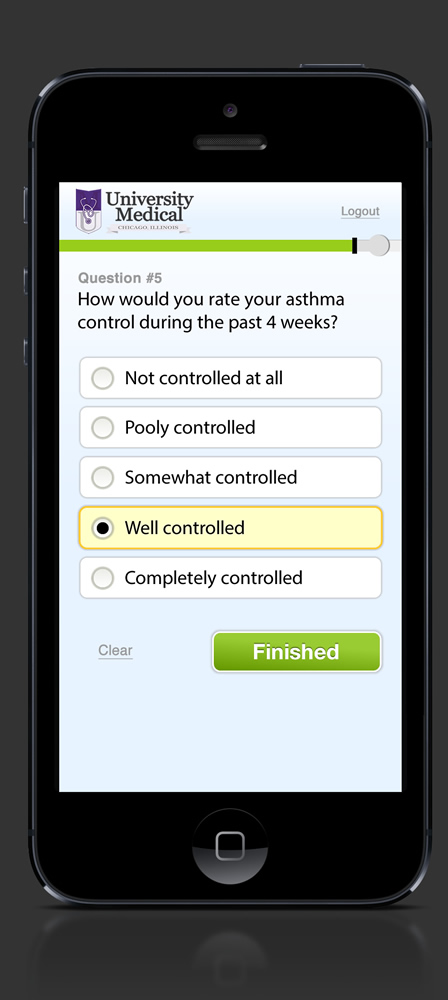 University
Medical
CHICAGO, ILLINOIS
Logout
Question #5
How would you rate your asthma
control during the past 4 weeks?
Not controlled at all
Pooly controlled
Somewhat controlled
Well controlled
Completely controlled
Clear
Finished